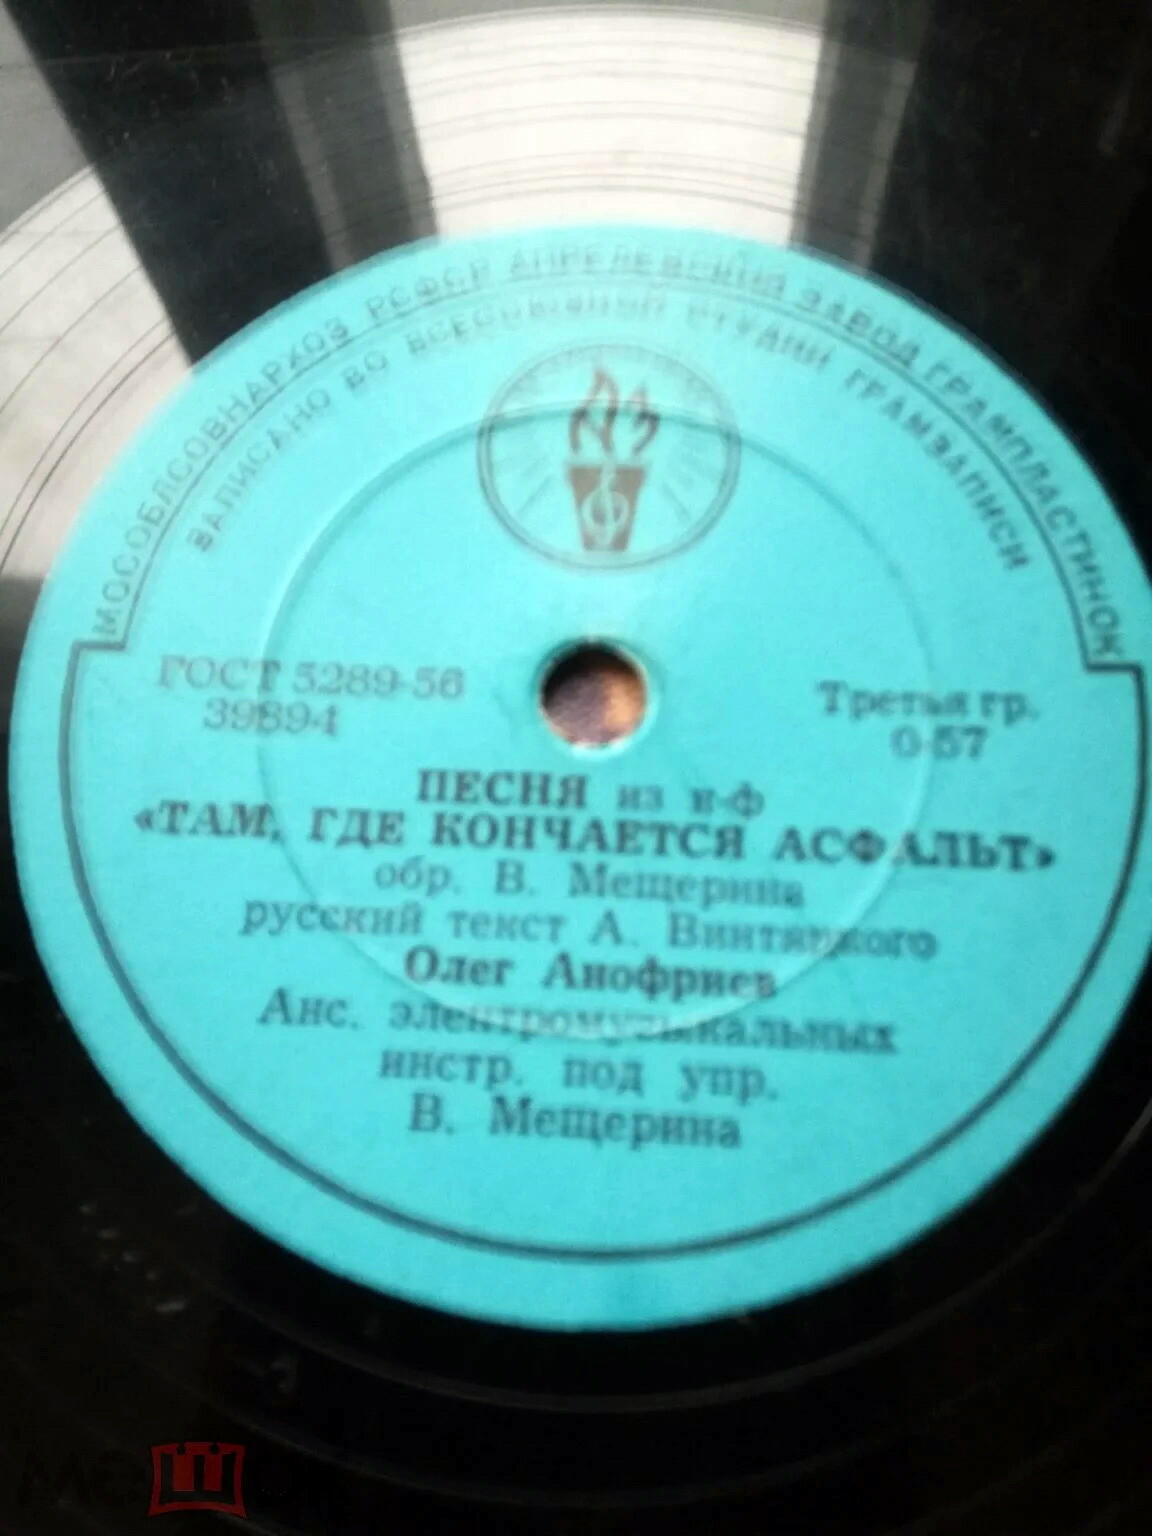 МОСОБЛСОВНАРХОЗ РСФСР АПРЕЛЕВСКИЙ ЗАВОД ГРАМПЛАСТИНОК
ЗАПИСАНО ВО ВСЕСОЮЗНОЙ СТУДИИ ГРАМЗАПИСИ
АЗ
ГОСТ 5289-56
39894
Третья гр.
0-57
ПЕСНЯ из к-ф
«ТАМ, ГДЕ КОНЧАЕТСЯ АСФАЛЬТ»
обр. В. Мещерина
русский текст А.
Олег Анофриев
Анс. электромузыкальных
инстр. под упр.
В. Мещерина